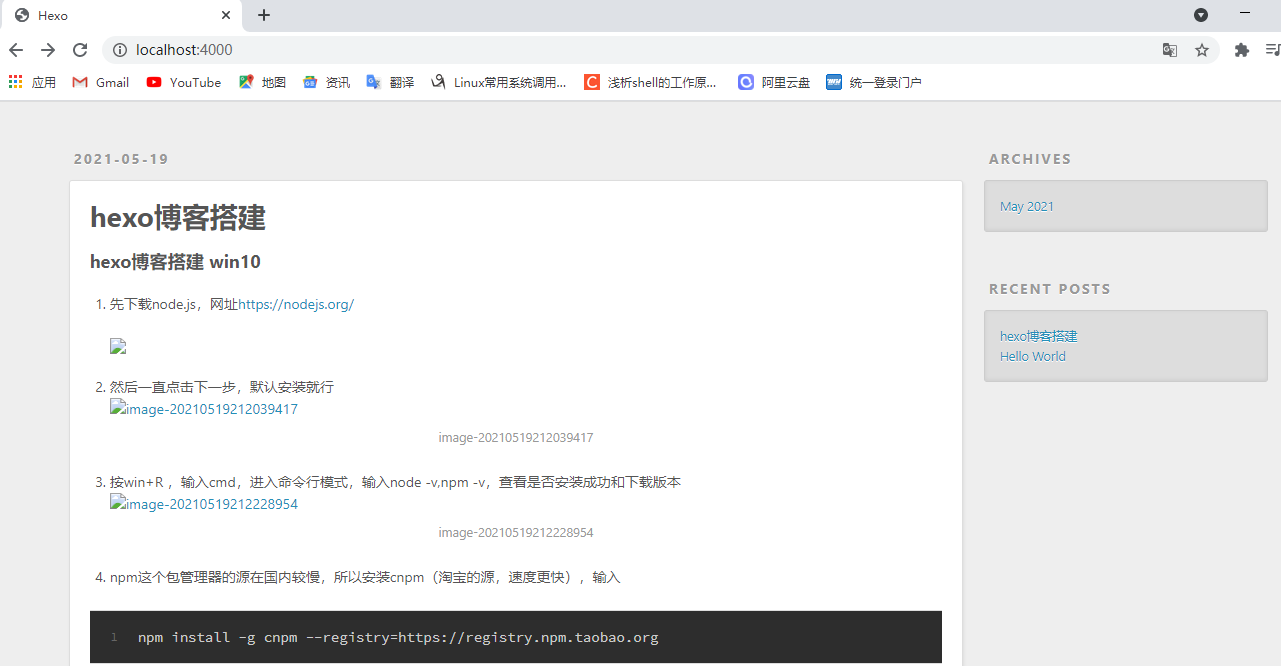 Hexo
localhost:4000
应用 Gmail YouTube 地图 资讯 翻译 Linux常用系统调用... 浅析shell的工作原... 阿里云盘 统一登录门户
2021-05-19
hexo博客搭建
hexo博客搭建 win10
1. 先下载node.js，网址https://nodejs.org/
2. 然后一直点击下一步，默认安装就行
image-20210519212039417
image-20210519212039417
3. 按win+R ，输入cmd，进入命令行模式，输入node -v,npm -v，查看是否安装成功和下载版本
image-20210519212228954
image-20210519212228954
4. npm这个包管理器的源在国内较慢，所以安装cnpm（淘宝的源，速度更快），输入
1 npm install -g cnpm --registry=https://registry.npm.taobao.org
ARCHIVES
May 2021
RECENT POSTS
hexo博客搭建
Hello World